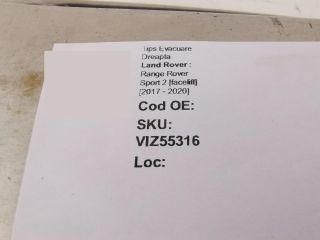 Tips Evacuare
Dreapta
Land Rover :
Range Rover
Sport 2 [facelift]
[2017 - 2020]
Cod OE:
SKU:
VIZ55316
Loc: